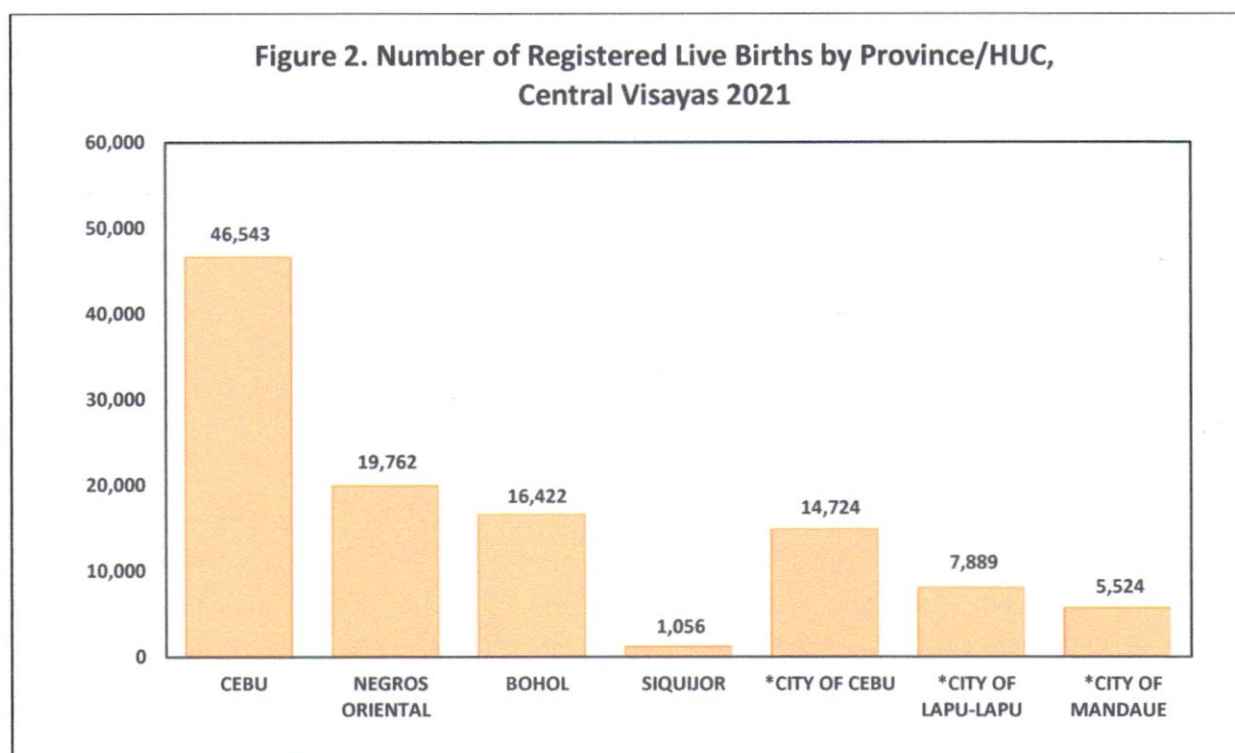 Figure 2. Number of Registered Live Births by Province/HUC,
Central Visayas 2021
60,000
50,000
40,000
30,000
20,000
10,000
0
46,543
19,762
16,422
1,056
14,724
7,889
5,524
CEBU
NEGROS
ORIENTAL
BOHOL
SIQUIJOR
*CITY OF CEBU
*CITY OF
LAPU-LAPU
*CITY OF
MANDAUE